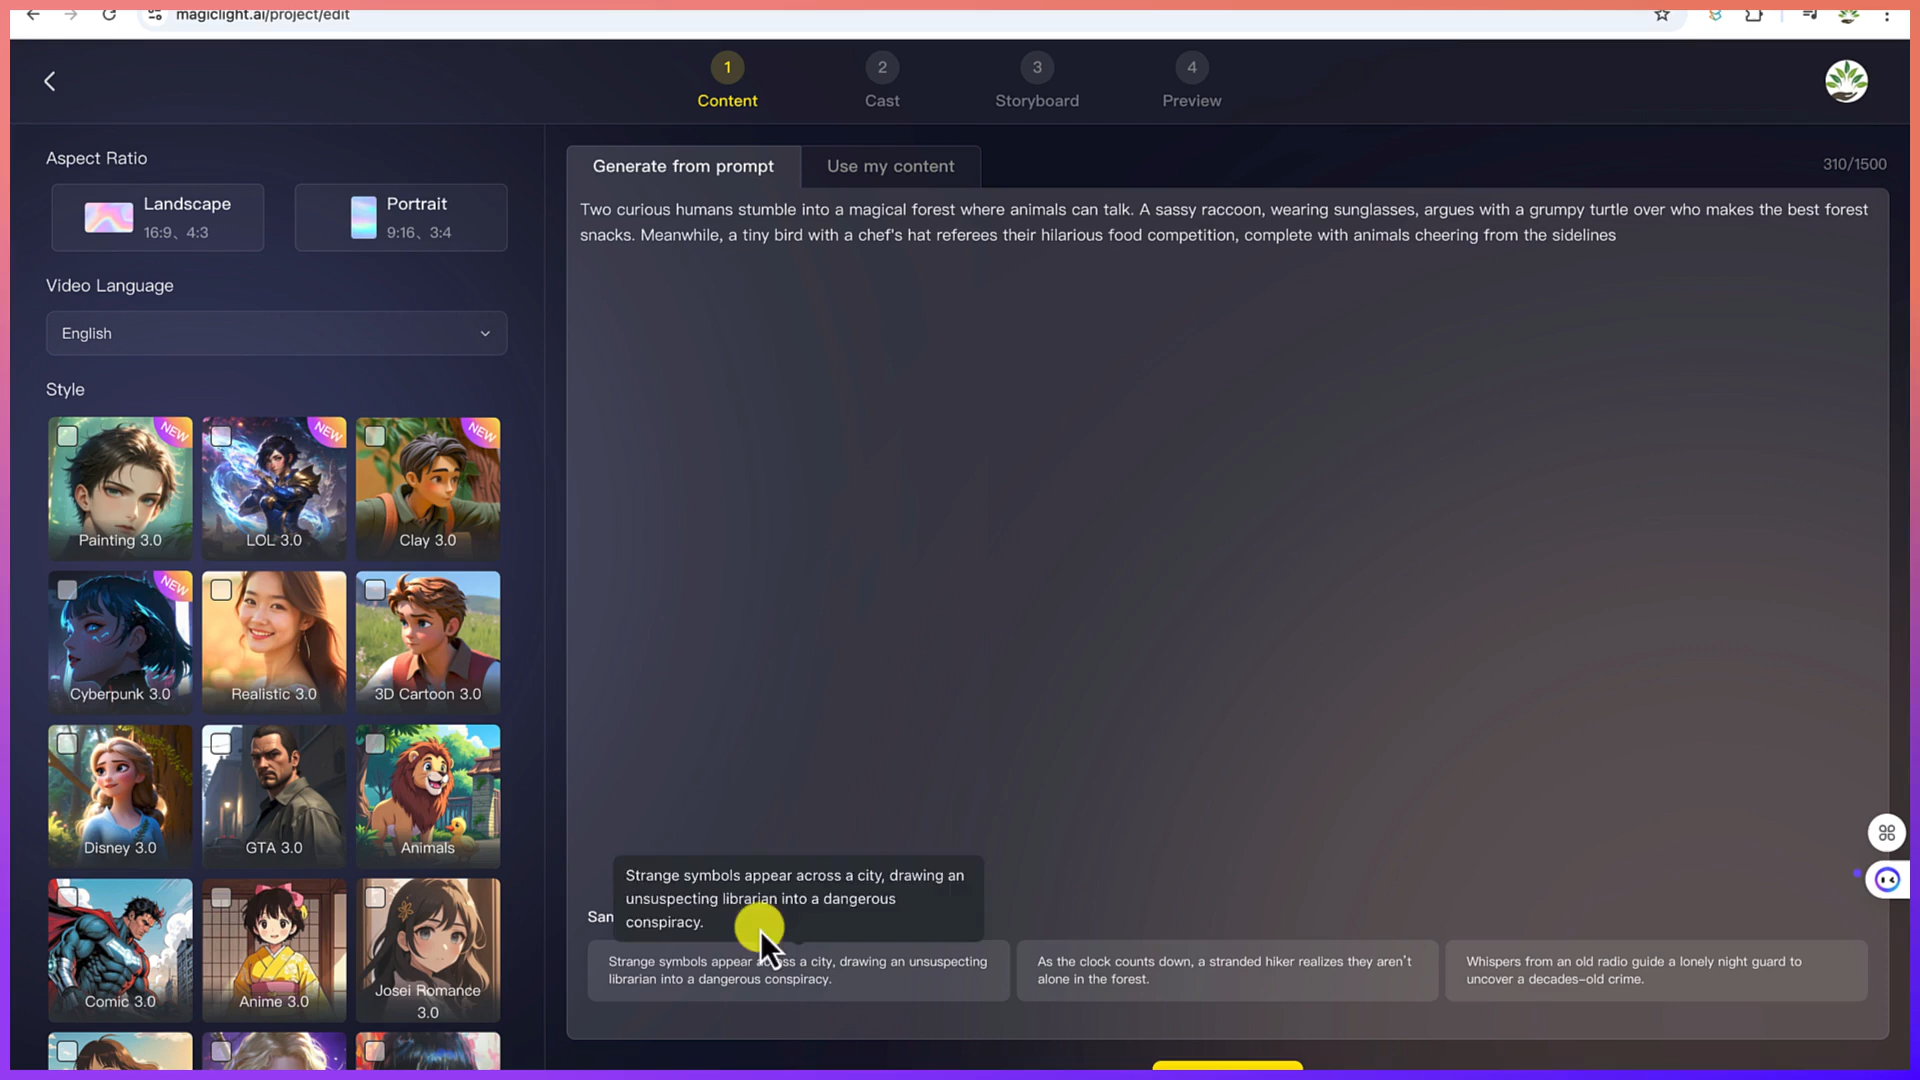 magiclight.ai/project/edit
1
Content
2
Cast
3
Storyboard
4
Preview
Aspect Ratio
Landscape
16:9、4:3
Portrait
9:16、3:4
Video Language
English
Style
NEW
Painting 3.0
NEW
LOL 3.0
NEW
Clay 3.0
NEW
Cyberpunk 3.0
Realistic 3.0
3D Cartoon 3.0
Disney 3.0
GTA 3.0
Animals
Comic 3.0
Anime 3.0
Josei Romance
3.0
Generate from prompt
Use my content
310/1500
Two curious humans stumble into a magical forest where animals can talk. A sassy raccoon, wearing sunglasses, argues with a grumpy turtle over who makes the best forest
snacks. Meanwhile, a tiny bird with a chef's hat referees their hilarious food competition, complete with animals cheering from the sidelines
Strange symbols appear across a city, drawing an
unsuspecting librarian into a dangerous
conspiracy.
Strange symbols appear across a city, drawing an unsuspecting
librarian into a dangerous conspiracy.
As the clock counts down, a stranded hiker realizes they aren't
alone in the forest.
Whispers from an old radio guide a lonely night guard to
uncover a decades-old crime.